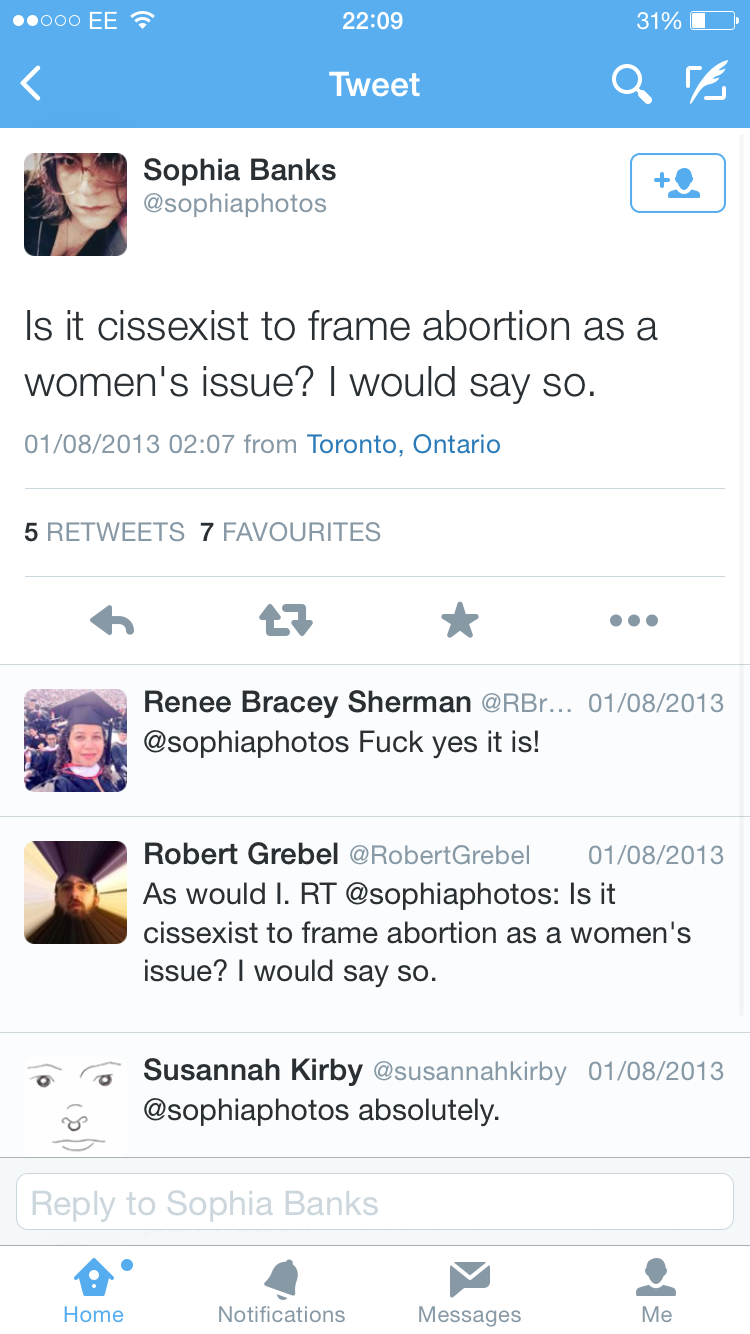 EE 22:09 31%
Tweet
Sophia Banks
@sophiaphotos
Is it cissexist to frame abortion as a
women's issue? I would say so.
01/08/2013 02:07 from Toronto, Ontario
5 RETWEETS 7 FAVOURITES
Renee Bracey Sherman @RBr... 01/08/2013
@sophiaphotos Fuck yes it is!
Robert Grebel @RobertGrebel 01/08/2013
As would I. RT @sophiaphotos: Is it
cissexist to frame abortion as a women's
issue? I would say so.
Susannah Kirby @susannahkirby 01/08/2013
@sophiaphotos absolutely.
Reply to Sophia Banks
Home Notifications Messages Me